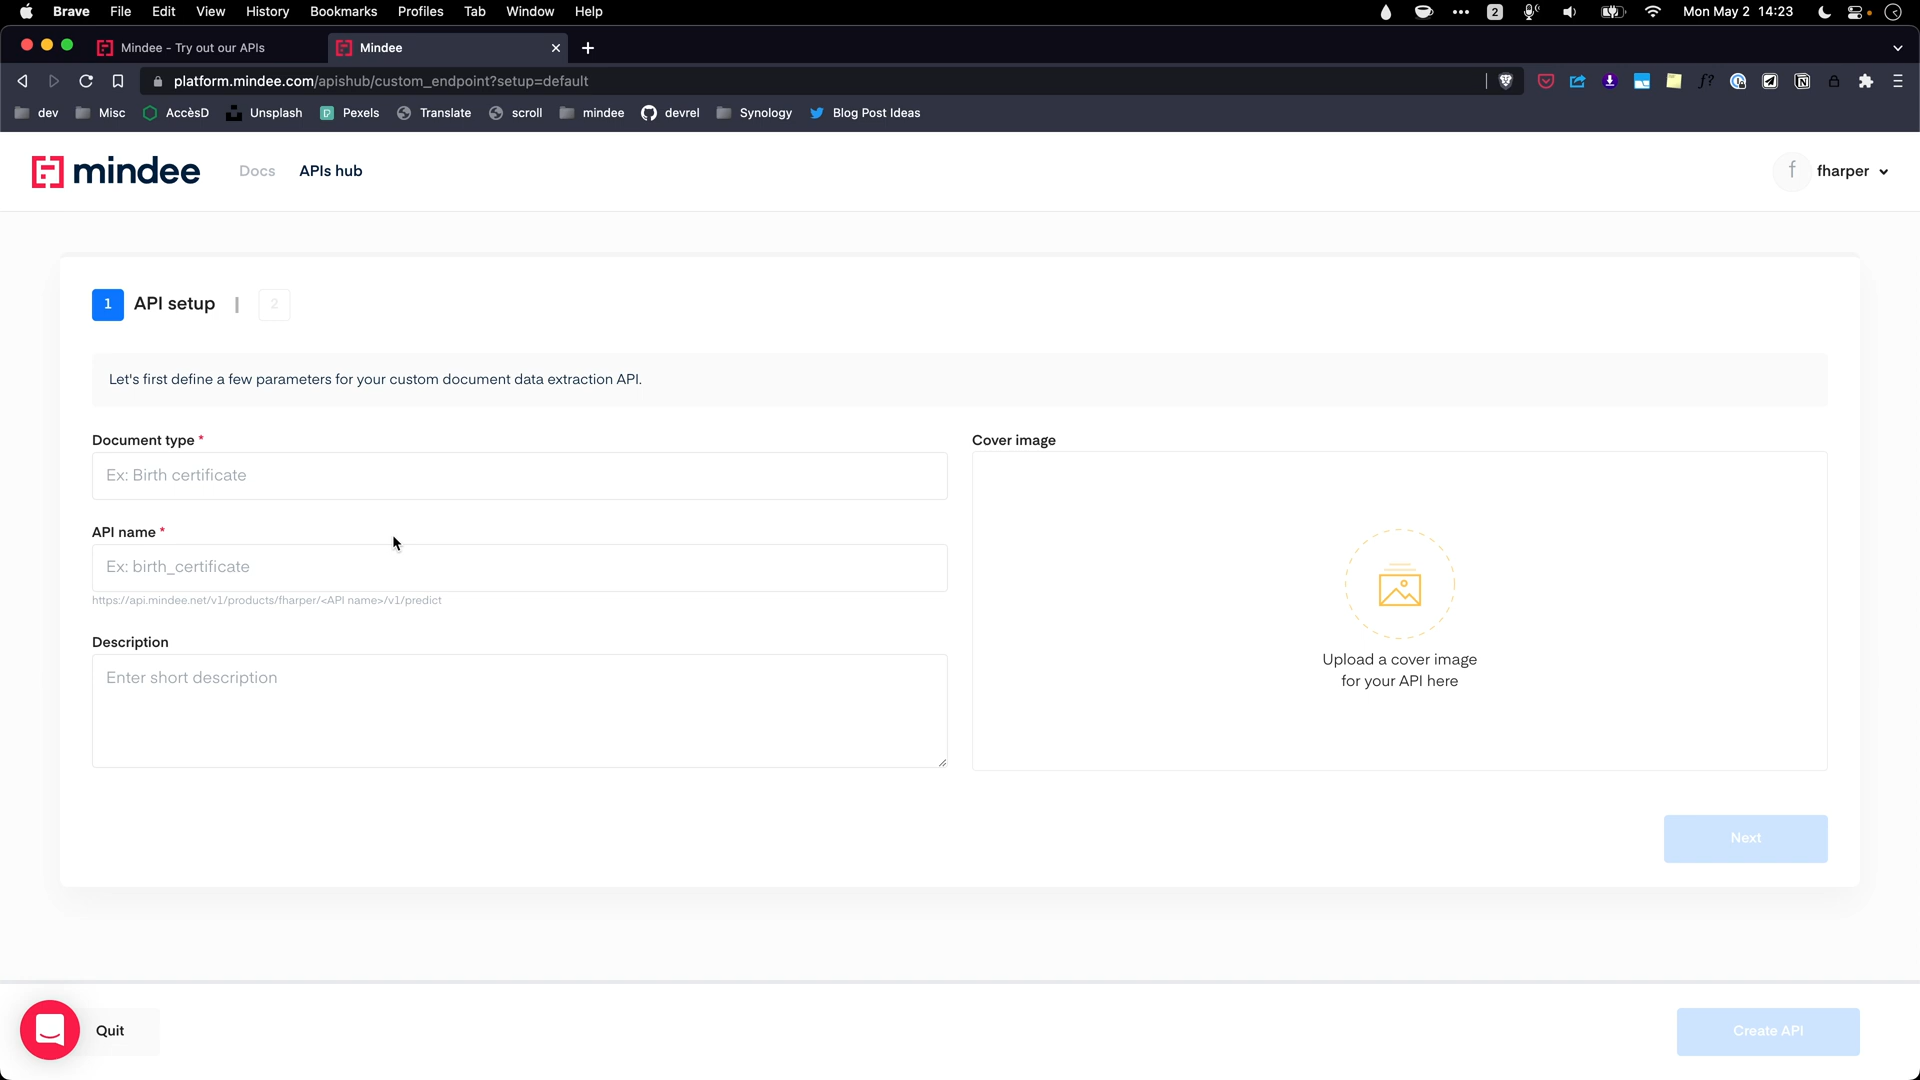 Brave File Edit View History Bookmarks Profiles Tab Window Help 2 Mon May 2 14:23
Mindee - Try out our APIs Mindee
platform.mindee.com/apishub/custom_endpoint?setup=default f?
dev Misc AccèsD Unsplash Pexels Translate scroll mindee devrel Synology Blog Post Ideas
mindee Docs APIs hub f fharper
1 API setup | 2
Let's first define a few parameters for your custom document data extraction API.
Document type * Cover image
Ex: Birth certificate
API name *
Ex: birth_certificate
https://api.mindee.net/v1/products/fharper/<API name>/v1/predict
Description
Upload a cover image
Enter short description
for your API here
Next
Quit Create API